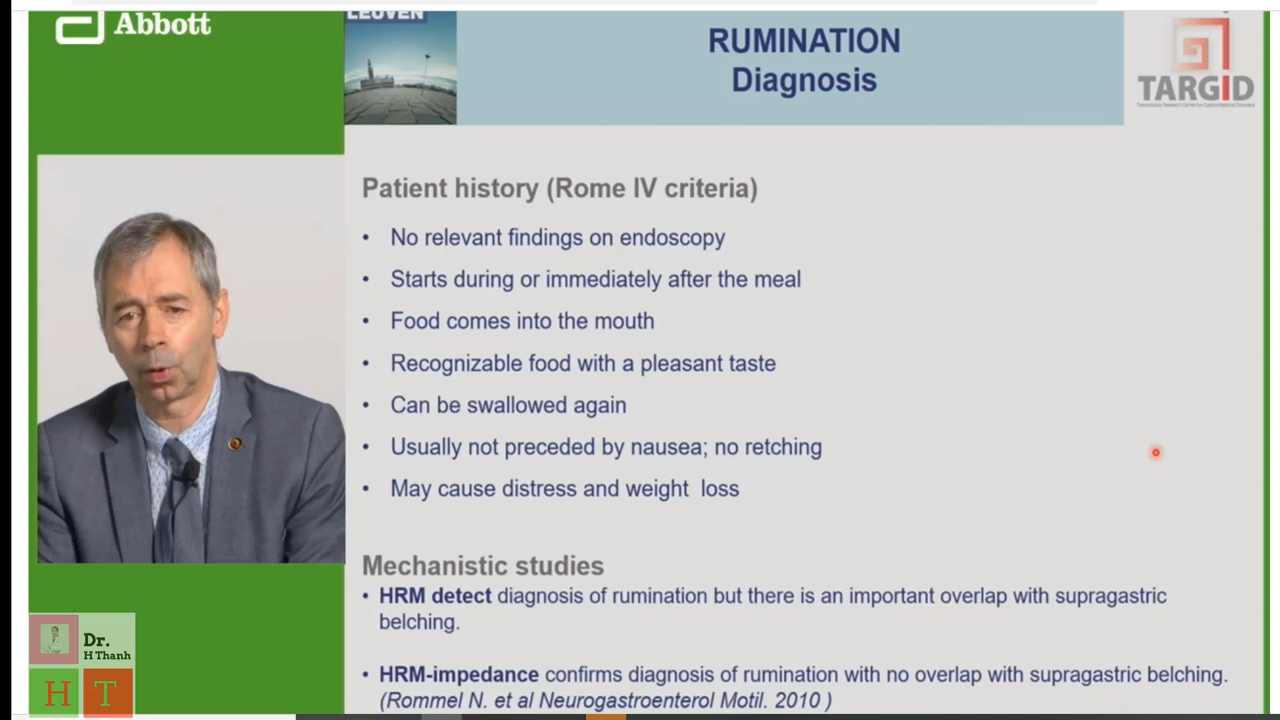 Abbott
LEUVEN
RUMINATION
Diagnosis
TARGID
Patient history (Rome IV criteria)
• No relevant findings on endoscopy
• Starts during or immediately after the meal
• Food comes into the mouth
• Recognizable food with a pleasant taste
• Can be swallowed again
• Usually not preceded by nausea; no retching
• May cause distress and weight loss
Mechanistic studies
• HRM detect diagnosis of rumination but there is an important overlap with supragastric
belching.
• HRM-impedance confirms diagnosis of rumination with no overlap with supragastric belching.
(Rommel N. et al Neurogastroenterol Motil. 2010 )
Dr.
H Thanh
H T